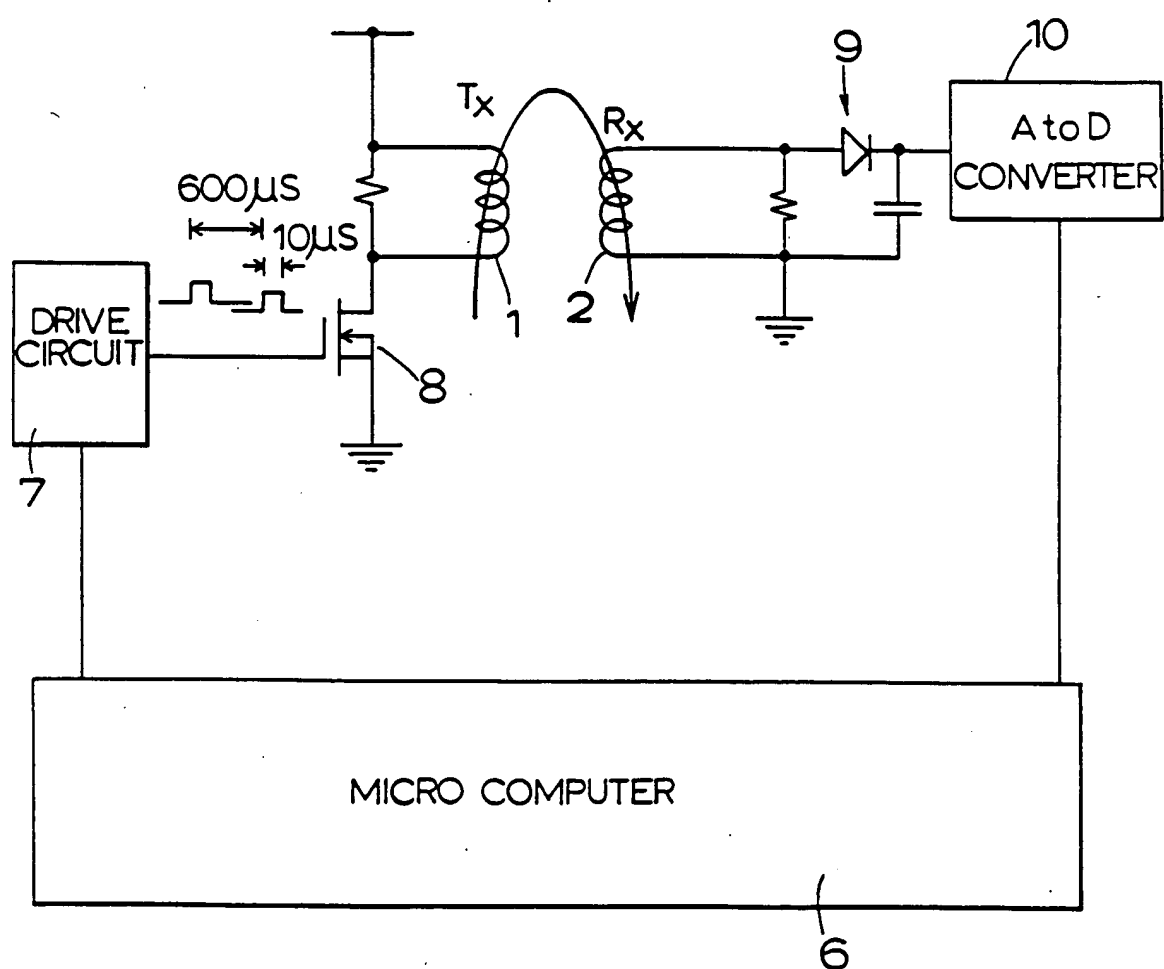 10
9
Tx
Rx
A to D
CONVERTER
600μS
10μS
DRIVE
CIRCUIT
1
2
8
7
MICRO COMPUTER
6